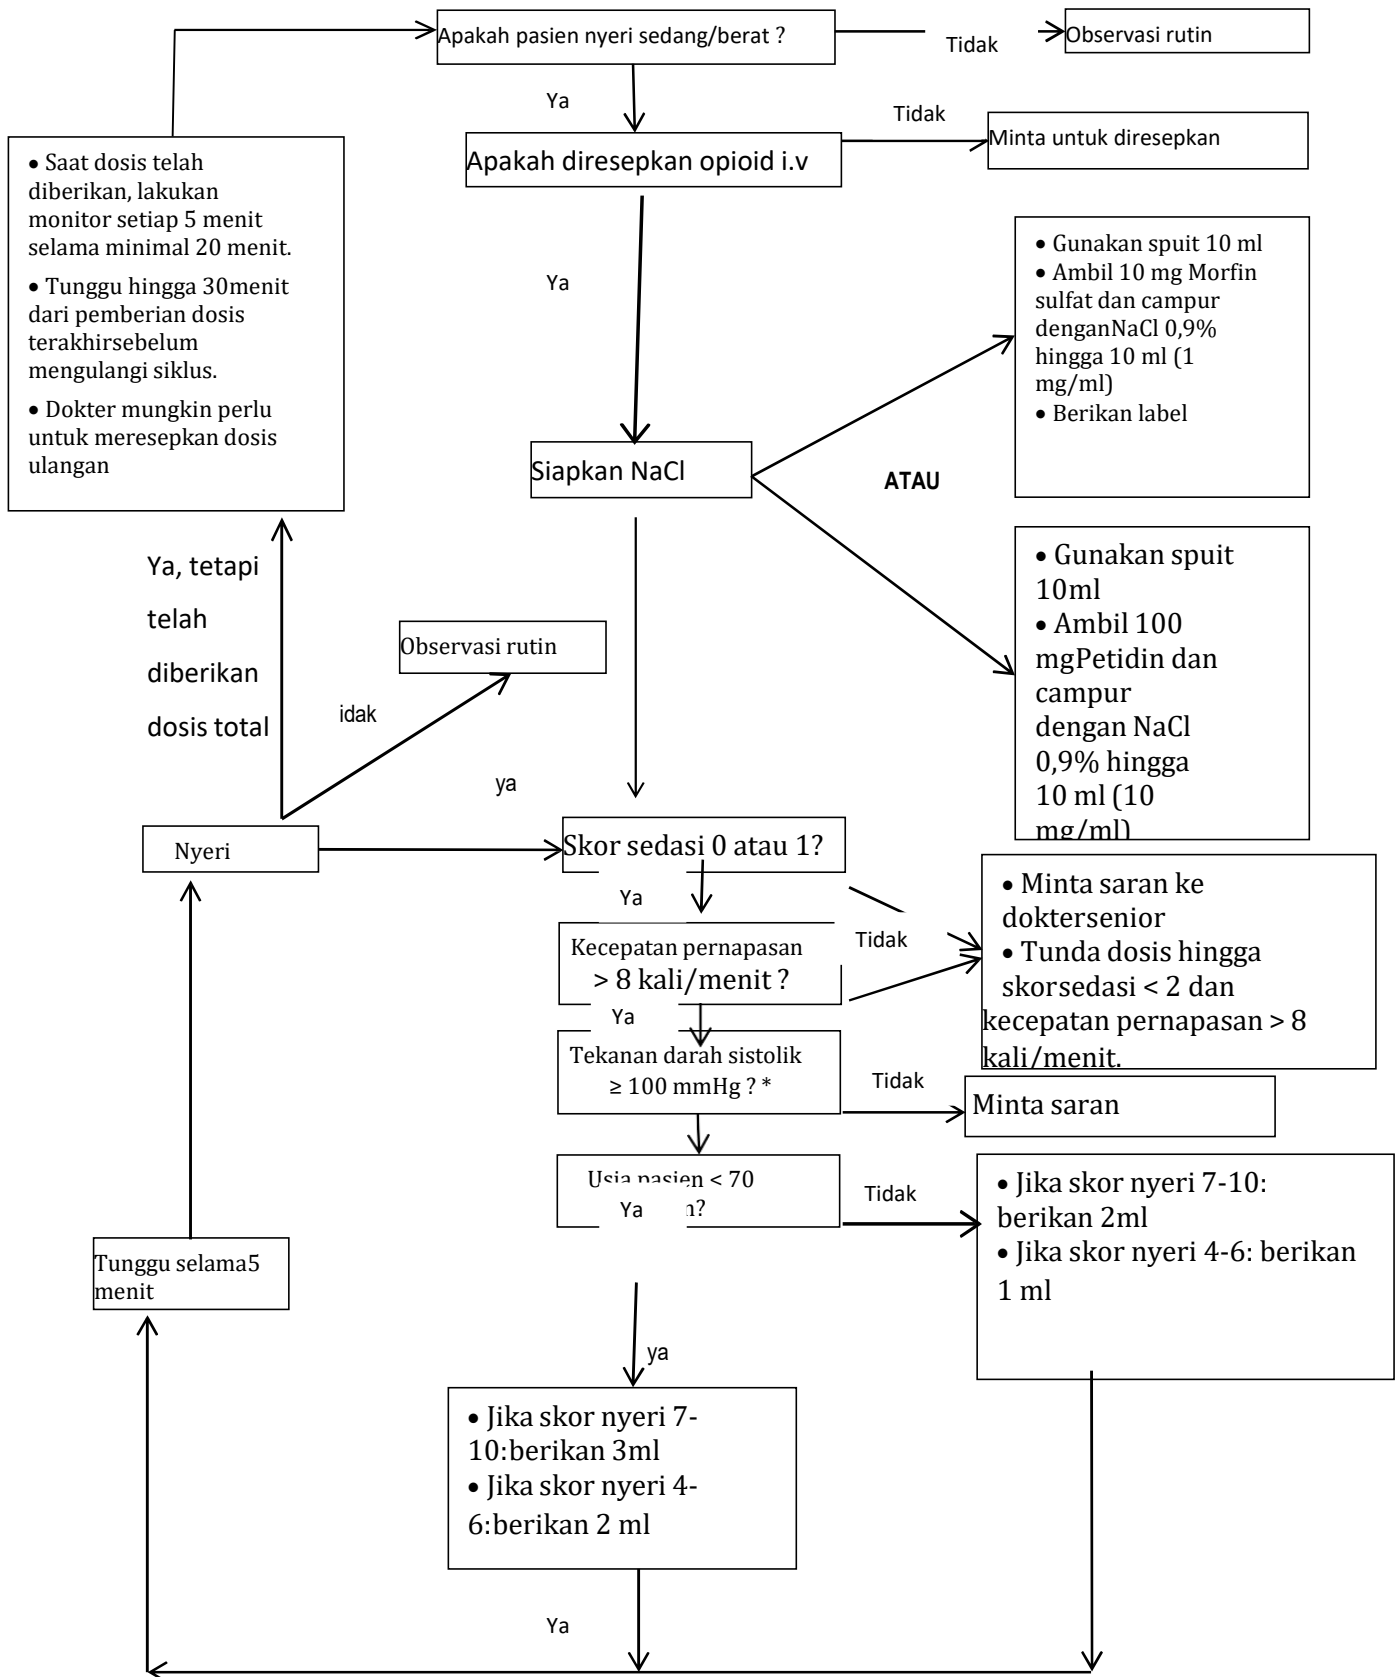 Apakah pasien nyeri sedang/berat ?
Tidak
Observasi rutin
Ya
Tidak
Apakah diresepkan opioid i.v
Minta untuk diresepkan
• Saat dosis telah
diberikan, lakukan
monitor setiap 5 menit
selama minimal 20 menit.
• Tunggu hingga 30menit
dari pemberian dosis
terakhirsebelum
mengulangi siklus.
• Dokter mungkin perlu
untuk meresepkan dosis
ulangan
Ya
• Gunakan spuit 10 ml
• Ambil 10 mg Morfin
sulfat dan campur
denganNaCl 0,9%
hingga 10 ml (1
mg/ml)
• Berikan label
Siapkan NaCl
ATAU
• Gunakan spuit
10ml
• Ambil 100
mgPetidin dan
campur
dengan NaCl
0,9% hingga
10 ml (10
mg/ml)
Ya, tetapi
telah
diberikan
dosis total
Observasi rutin
idak
ya
Nyeri
Skor sedasi 0 atau 1?
Ya
Kecepatan pernapasan
> 8 kali/menit ?
Tidak
• Minta saran ke
doktersenior
• Tunda dosis hingga
skorsedasi < 2 dan
kecepatan pernapasan > 8
kali/menit.
Ya
Tekanan darah sistolik
≥ 100 mmHg ? *
Tidak
Minta saran
Usia pasien < 70
Ya
n?
Tidak
• Jika skor nyeri 7-10:
berikan 2ml
• Jika skor nyeri 4-6: berikan
1 ml
Tunggu selama5
menit
ya
• Jika skor nyeri 7-
10:berikan 3ml
• Jika skor nyeri 4-
6:berikan 2 ml
Ya